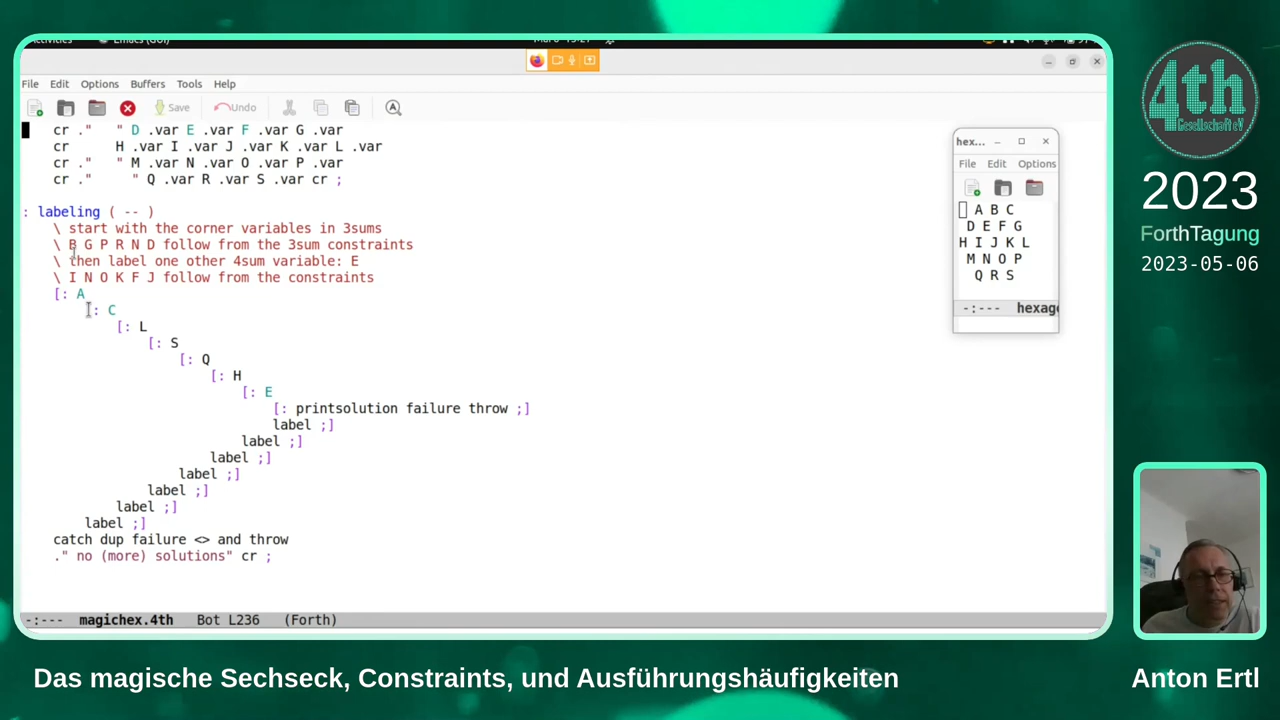 File Edit Options Buffers Tools Help
Save Undo
cr ."   " D .var E .var F .var G .var
cr      H .var I .var J .var K .var L .var
cr ."   " M .var N .var O .var P .var
cr ."     " Q .var R .var S .var cr ;
: labeling ( -- )
\ start with the corner variables in 3sums
\ B G P R N D follow from the 3sum constraints
\ then label one other 4sum variable: E
\ I N O K F J follow from the constraints
[: A
[: C
[: L
[: S
[: Q
[: H
[: E
[: printsolution failure throw ;]
label ;]
label ;]
label ;]
label ;]
label ;]
label ;]
label ;]
catch dup failure <> and throw
." no (more) solutions" cr ;
-:--- magichex.4th Bot L236 (Forth)
hex...
File Edit Options
A B C
D E F G
H I J K L
M N O P
Q R S
-:--- hexag
4th
Gesellschaft eV
2023
ForthTagung
2023-05-06
Das magische Sechseck, Constraints, und Ausführungshäufigkeiten
Anton Ertl